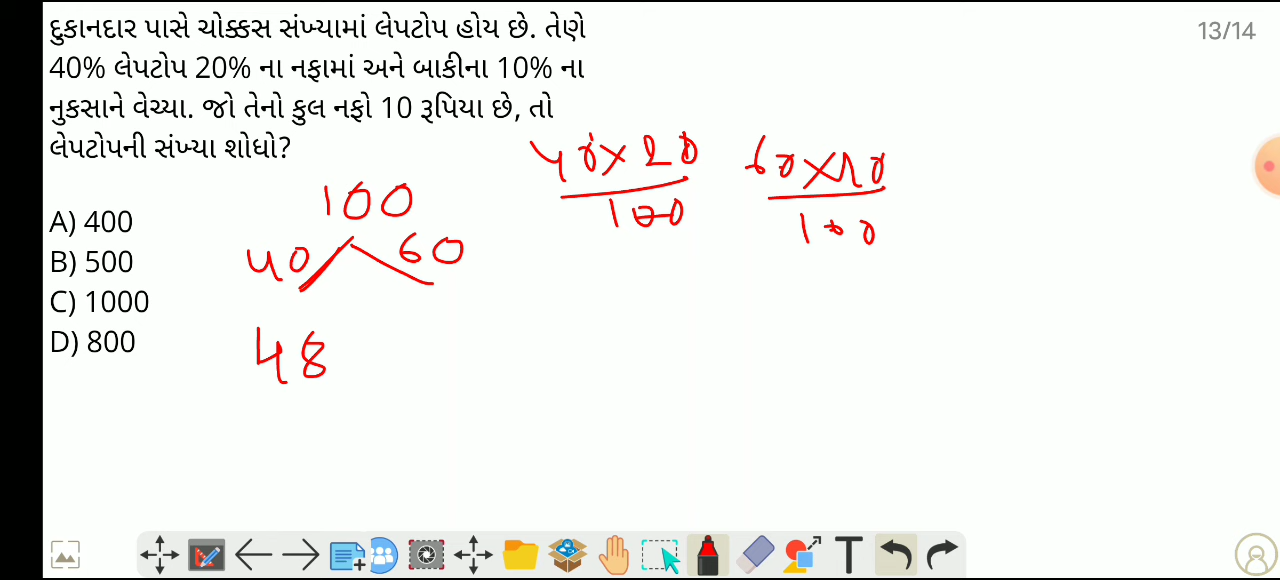 દુકાનદાર પાસે ચોક્કસ સંખ્યામાં લેપટોપ હોય છે. તેણે
40% લેપટોપ 20% ના નફામાં અને બાકીના 10% ના
નુકસાને વેચ્યા. જો તેનો કુલ નફો 10 રૂપિયા છે, તો
લેપટોપની સંખ્યા શોધો?
A) 400
B) 500
C) 1000
D) 800
13/14
100
40 60
48
40×20
100
60×10
100
T